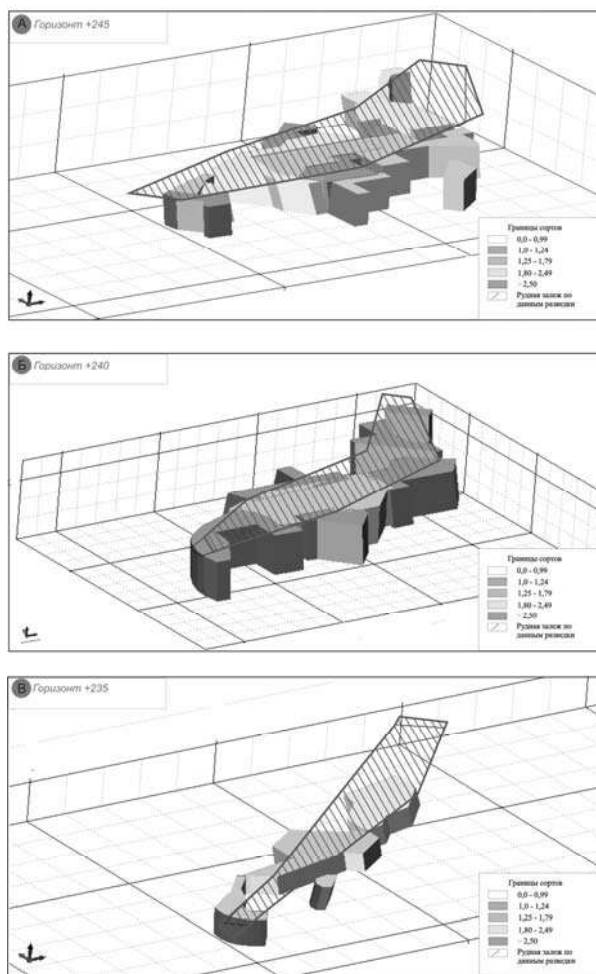 А Горизонт +245
Границы сортов
0,0 - 0,99
1,0 - 1,24
1,25 - 1,79
1,80 - 2,49
> 2,50
Рудная залеж по
данным разведки
Б Горизонт +240
Границы сортов
0,0 - 0,99
1,0 - 1,24
1,25 - 1,79
1,80 - 2,49
> 2,50
Рудная залеж по
данным разведки
В Горизонт +235
Границы сортов
0,0 - 0,99
1,0 - 1,24
1,25 - 1,79
1,80 - 2,49
> 2,50
Рудная залеж по
данным разведки